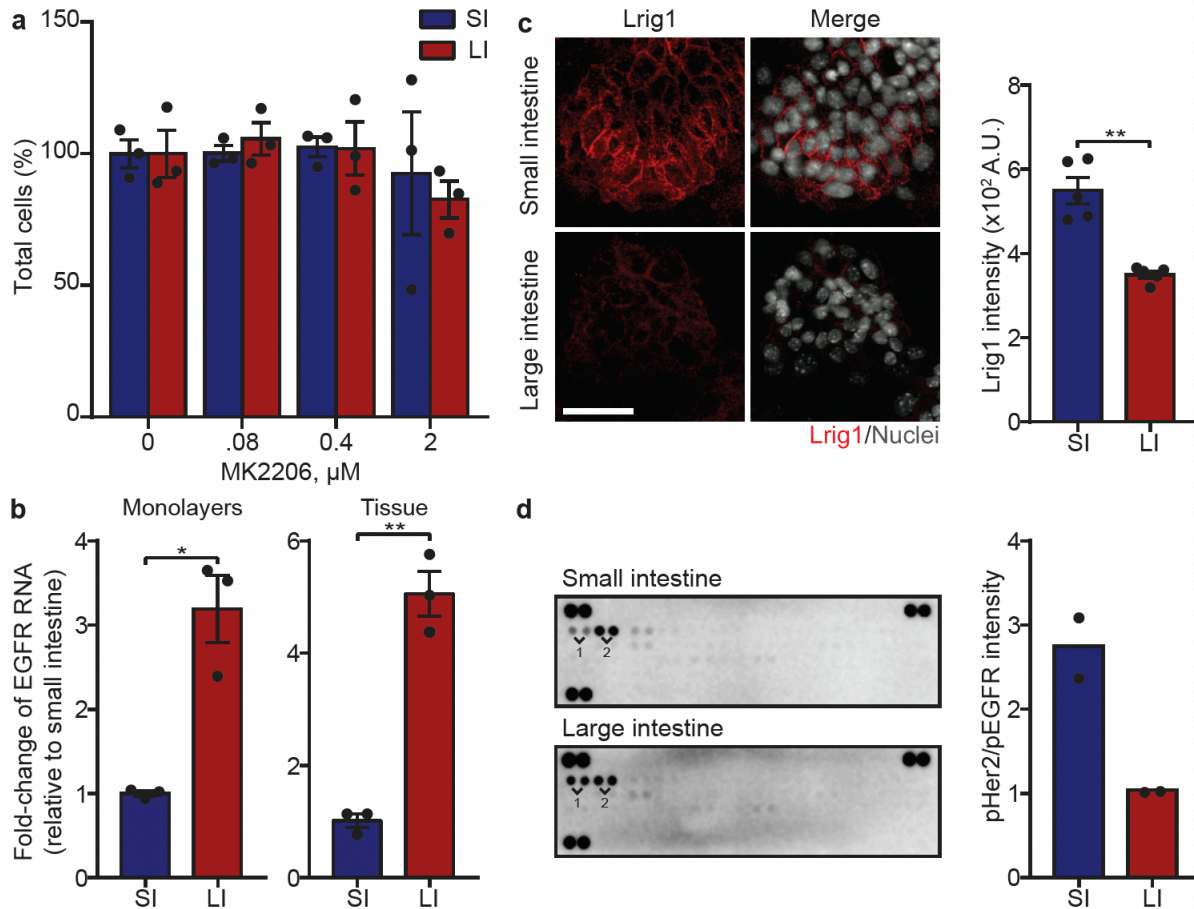 a
150
100
50
0
Total cells (%)
SI
LI
0
.08
0.4
2
MK2206, µM
c
Lrig1
Merge
Small intestine
Large intestine
Lrig1/Nuclei
8
6
4
2
0
Lrig1 intensity (x10² A.U.)
**
SI
LI
b
Monolayers
Tissue
Fold-change of EGFR RNA
(relative to small intestine)
4
3
2
1
0
*
SI
LI
6
4
2
0
**
SI
LI
d
Small intestine
1
2
Large intestine
1
2
4
3
2
1
0
pHer2/pEGFR intensity
SI
LI